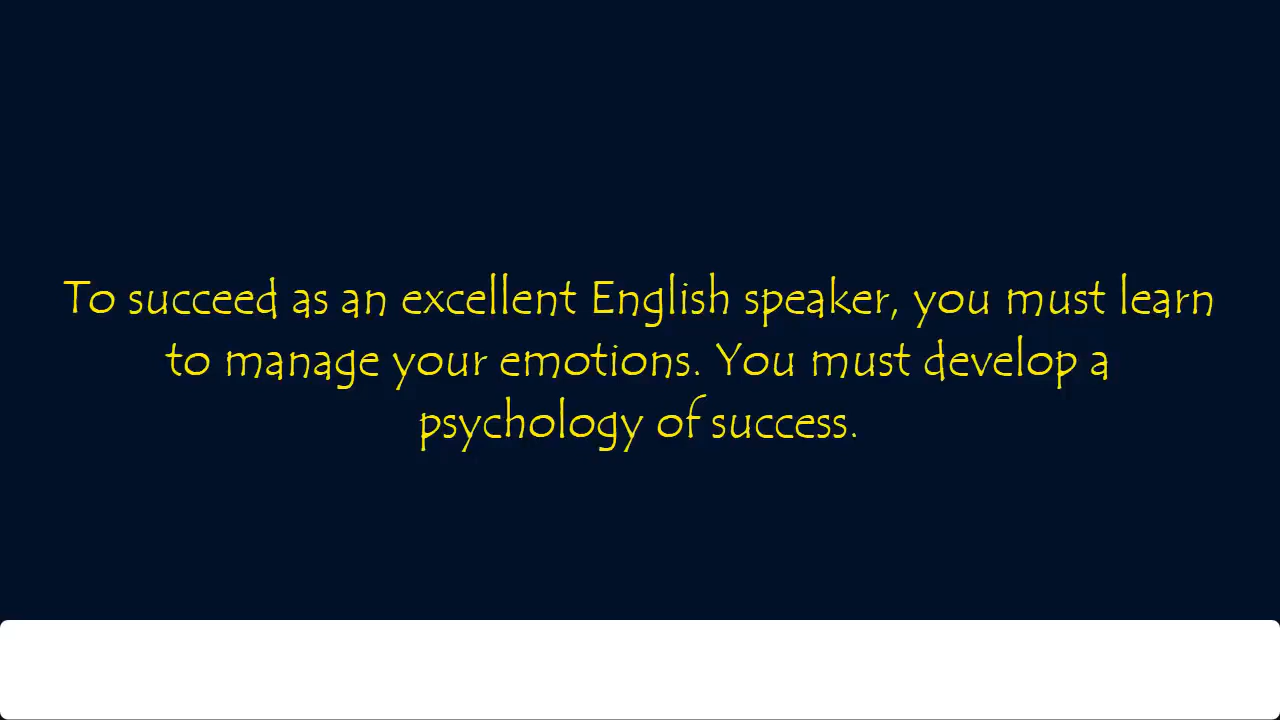 To succeed as an excellent English speaker, you must learn
to manage your emotions. You must develop a
psychology of success.